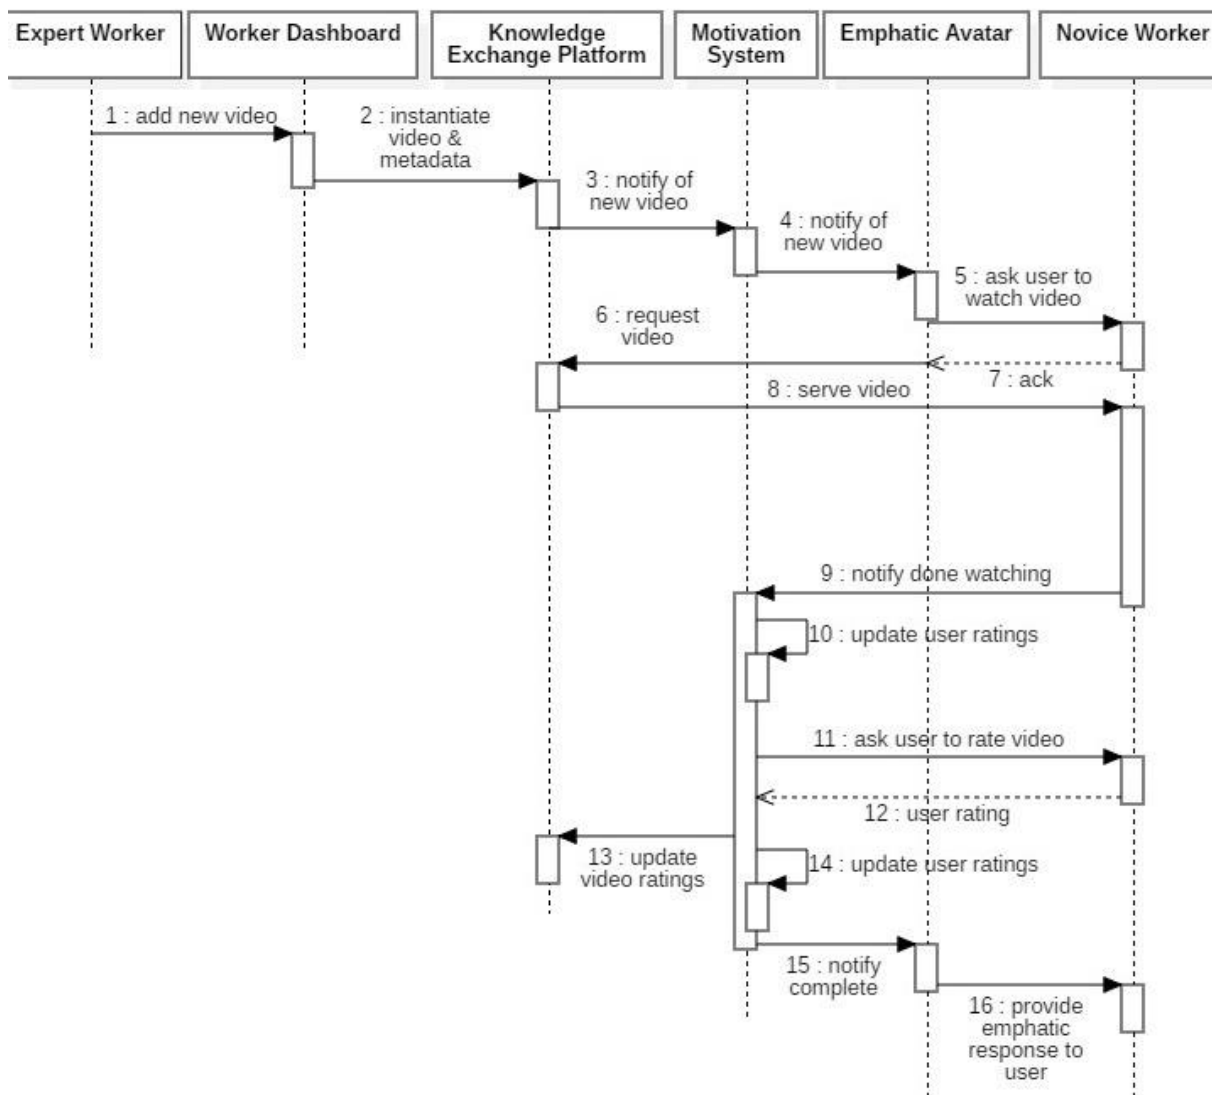 Expert Worker
Worker Dashboard
Knowledge
Exchange Platform
Motivation
System
Emphatic Avatar
Novice Worker
1 : add new video
2 : instantiate
video &
metadata
3 : notify of
new video
4 : notify of
new video
5 : ask user to
watch video
6 : request
video
7 : ack
8 : serve video
9 : notify done watching
10 : update user ratings
11 : ask user to rate video
12 : user rating
13 : update
video ratings
14 : update user ratings
15 : notify
complete
16 : provide
emphatic
response to
user